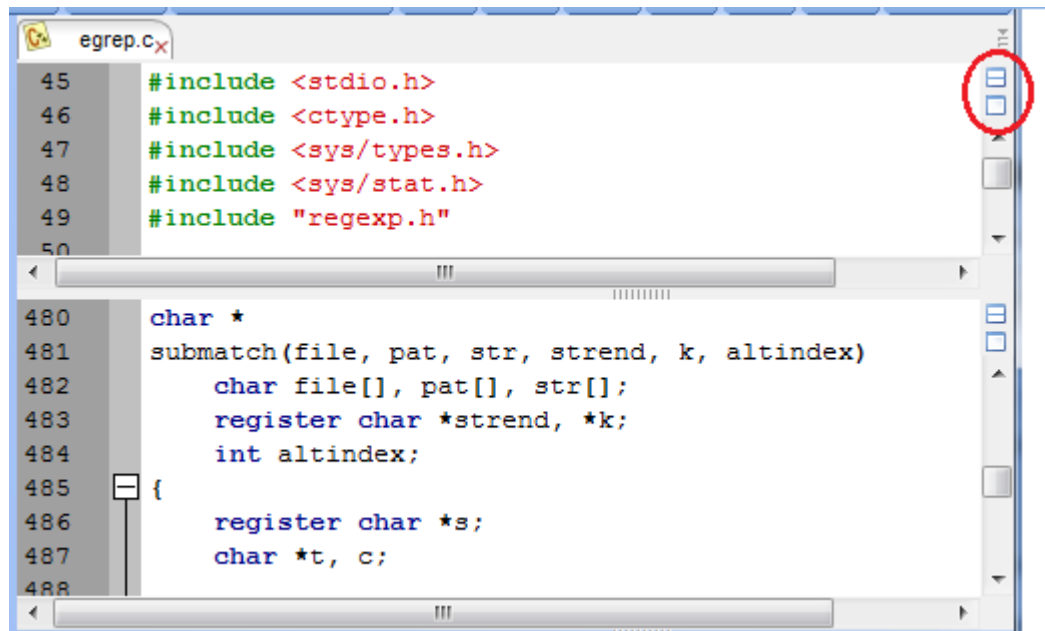 egrep.c
45 #include <stdio.h>
46 #include <ctype.h>
47 #include <sys/types.h>
48 #include <sys/stat.h>
49 #include "regexp.h"
50
480 char *
481 submatch(file, pat, str, strend, k, altindex)
482 char file[], pat[], str[];
483 register char *strend, *k;
484 int altindex;
485 {
486 register char *s;
487 char *t, c;
488